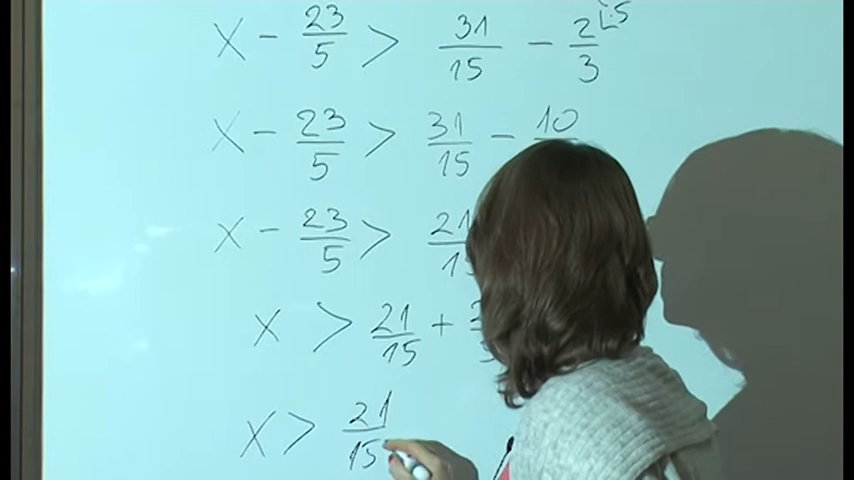 x - 23/5 > 31/15 - 2/3 ⌊·5
x - 23/5 > 31/15 - 10
x - 23/5 > 21
x > 21/15 +
x > 21/15